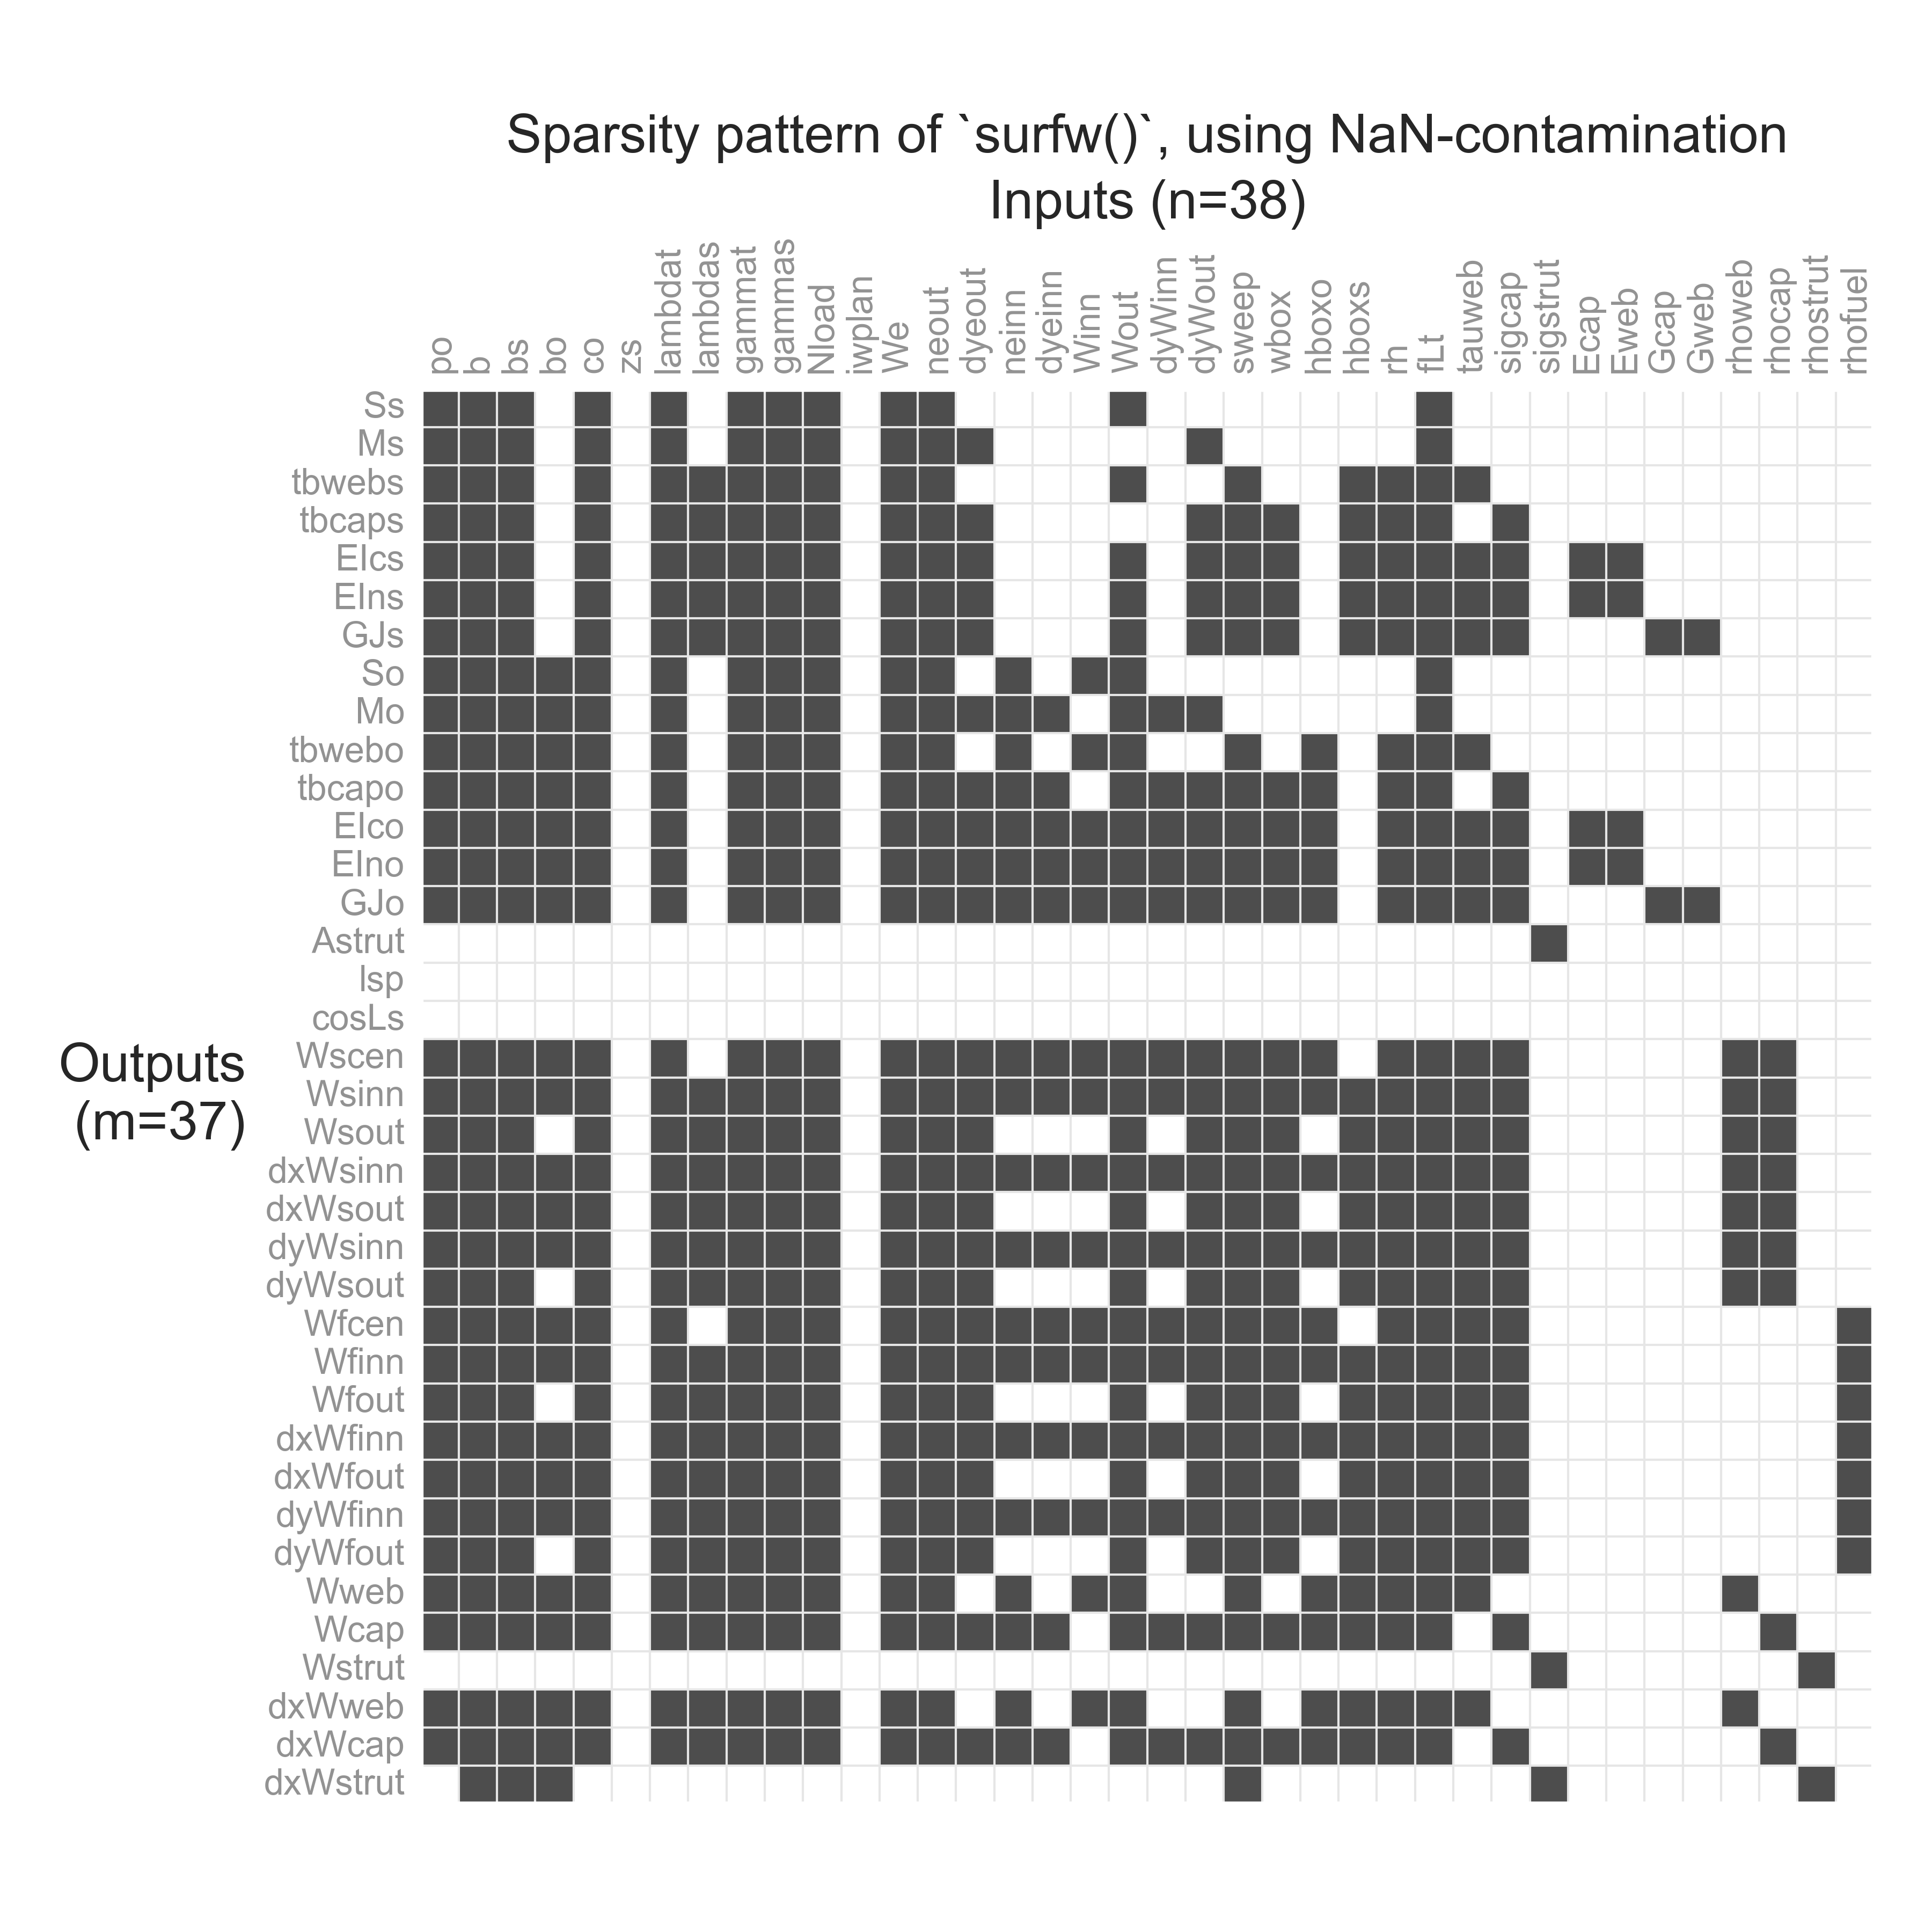 Sparsity pattern of `surfw()`, using NaN-contamination
Inputs (n=38)
po
b
bs
bo
co
zs
lambdat
lambdas
gammat
gammas
Nload
iwplan
We
neout
dyeout
neinn
dyeinn
Winn
Wout
dyWinn
dyWout
sweep
wbox
hboxo
hboxs
rh
fLt
tauweb
sigcap
sigstrut
Ecap
Eweb
Gcap
Gweb
rhoweb
rhocap
rhostrut
rhofuel
Ss
Ms
tbwebs
tbcaps
EIcs
EIns
GJs
So
Mo
tbwebo
tbcapo
EIco
EIno
GJo
Astrut
lsp
cosLs
Outputs
(m=37)
Wscen
Wsinn
Wsout
dxWsinn
dxWsout
dyWsinn
dyWsout
Wfcen
Wfinn
Wfout
dxWfinn
dxWfout
dyWfinn
dyWfout
Wweb
Wcap
Wstrut
dxWweb
dxWcap
dxWstrut